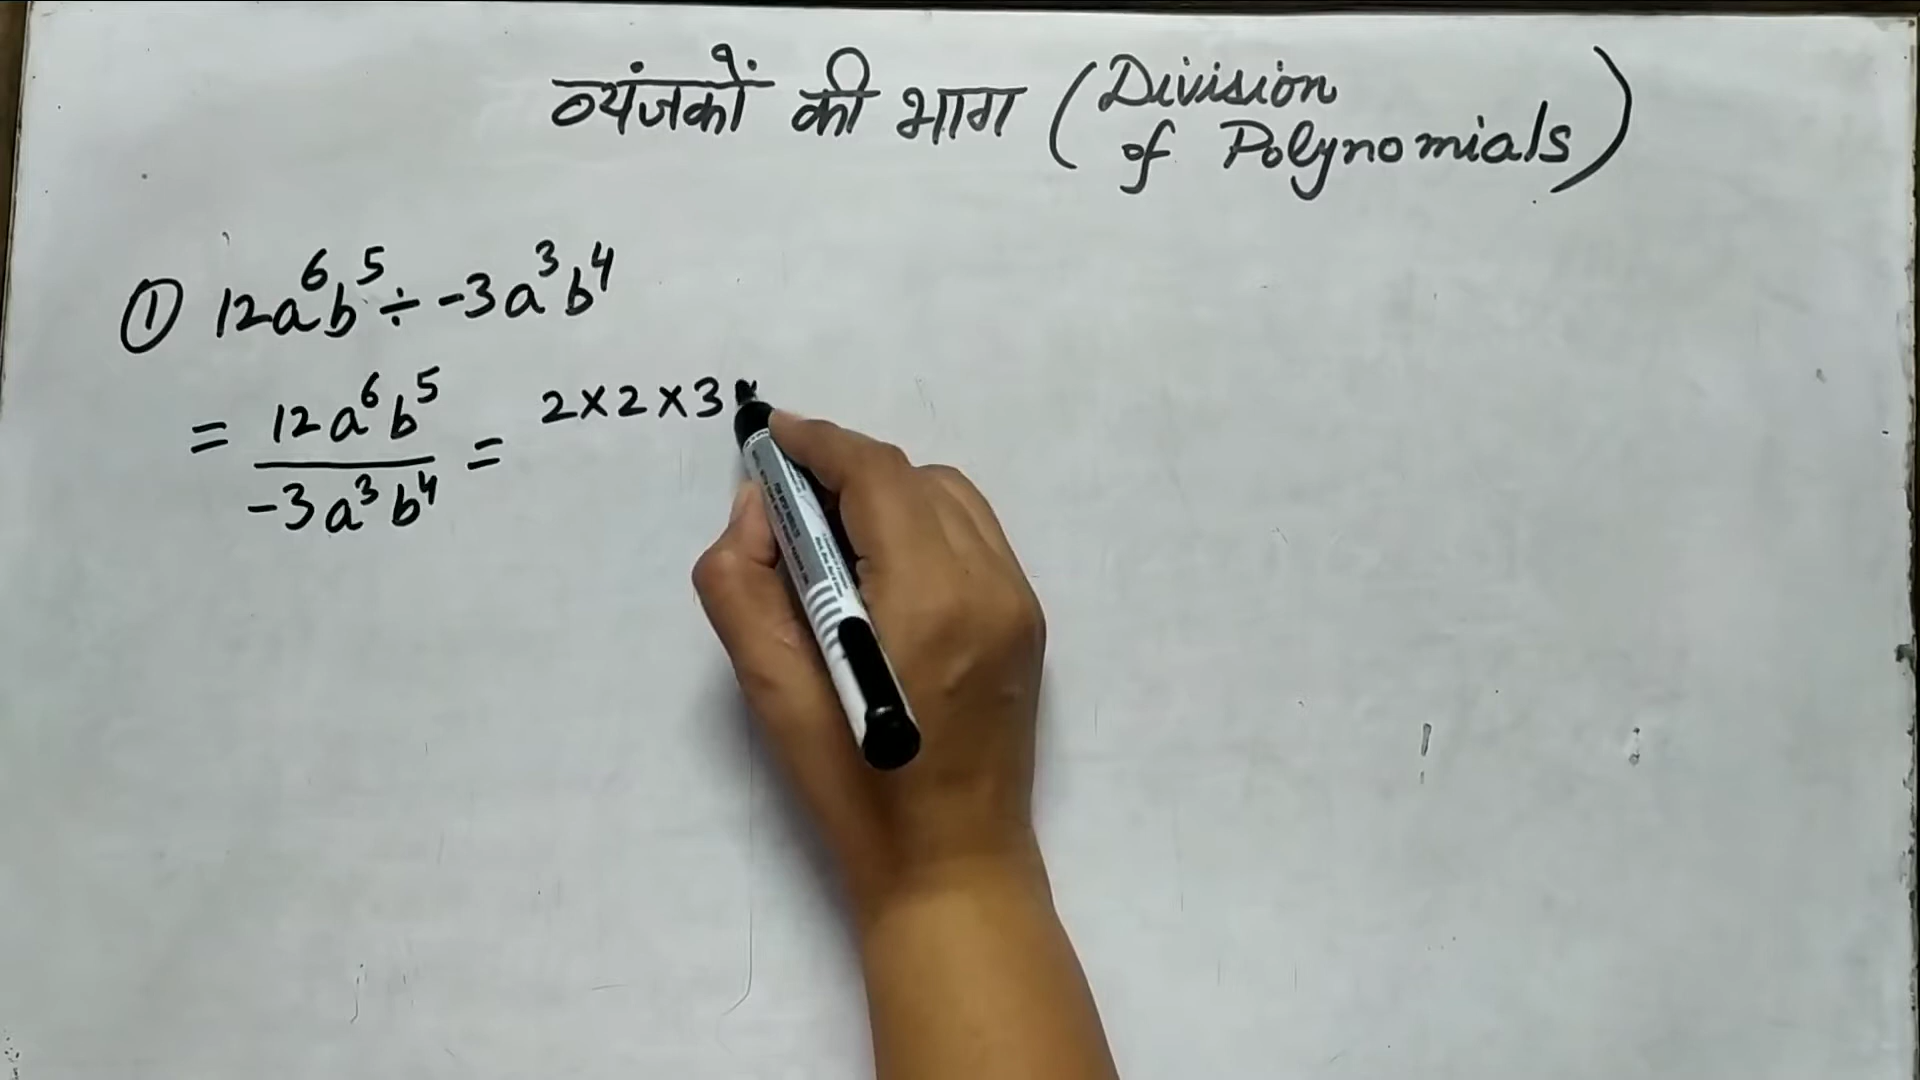 व्यंजकों की भाग (Division
of Polynomials)
① 12a⁶b⁵ ÷ -3a³b⁴
= 12a⁶b⁵ / -3a³b⁴ = 2×2×3×